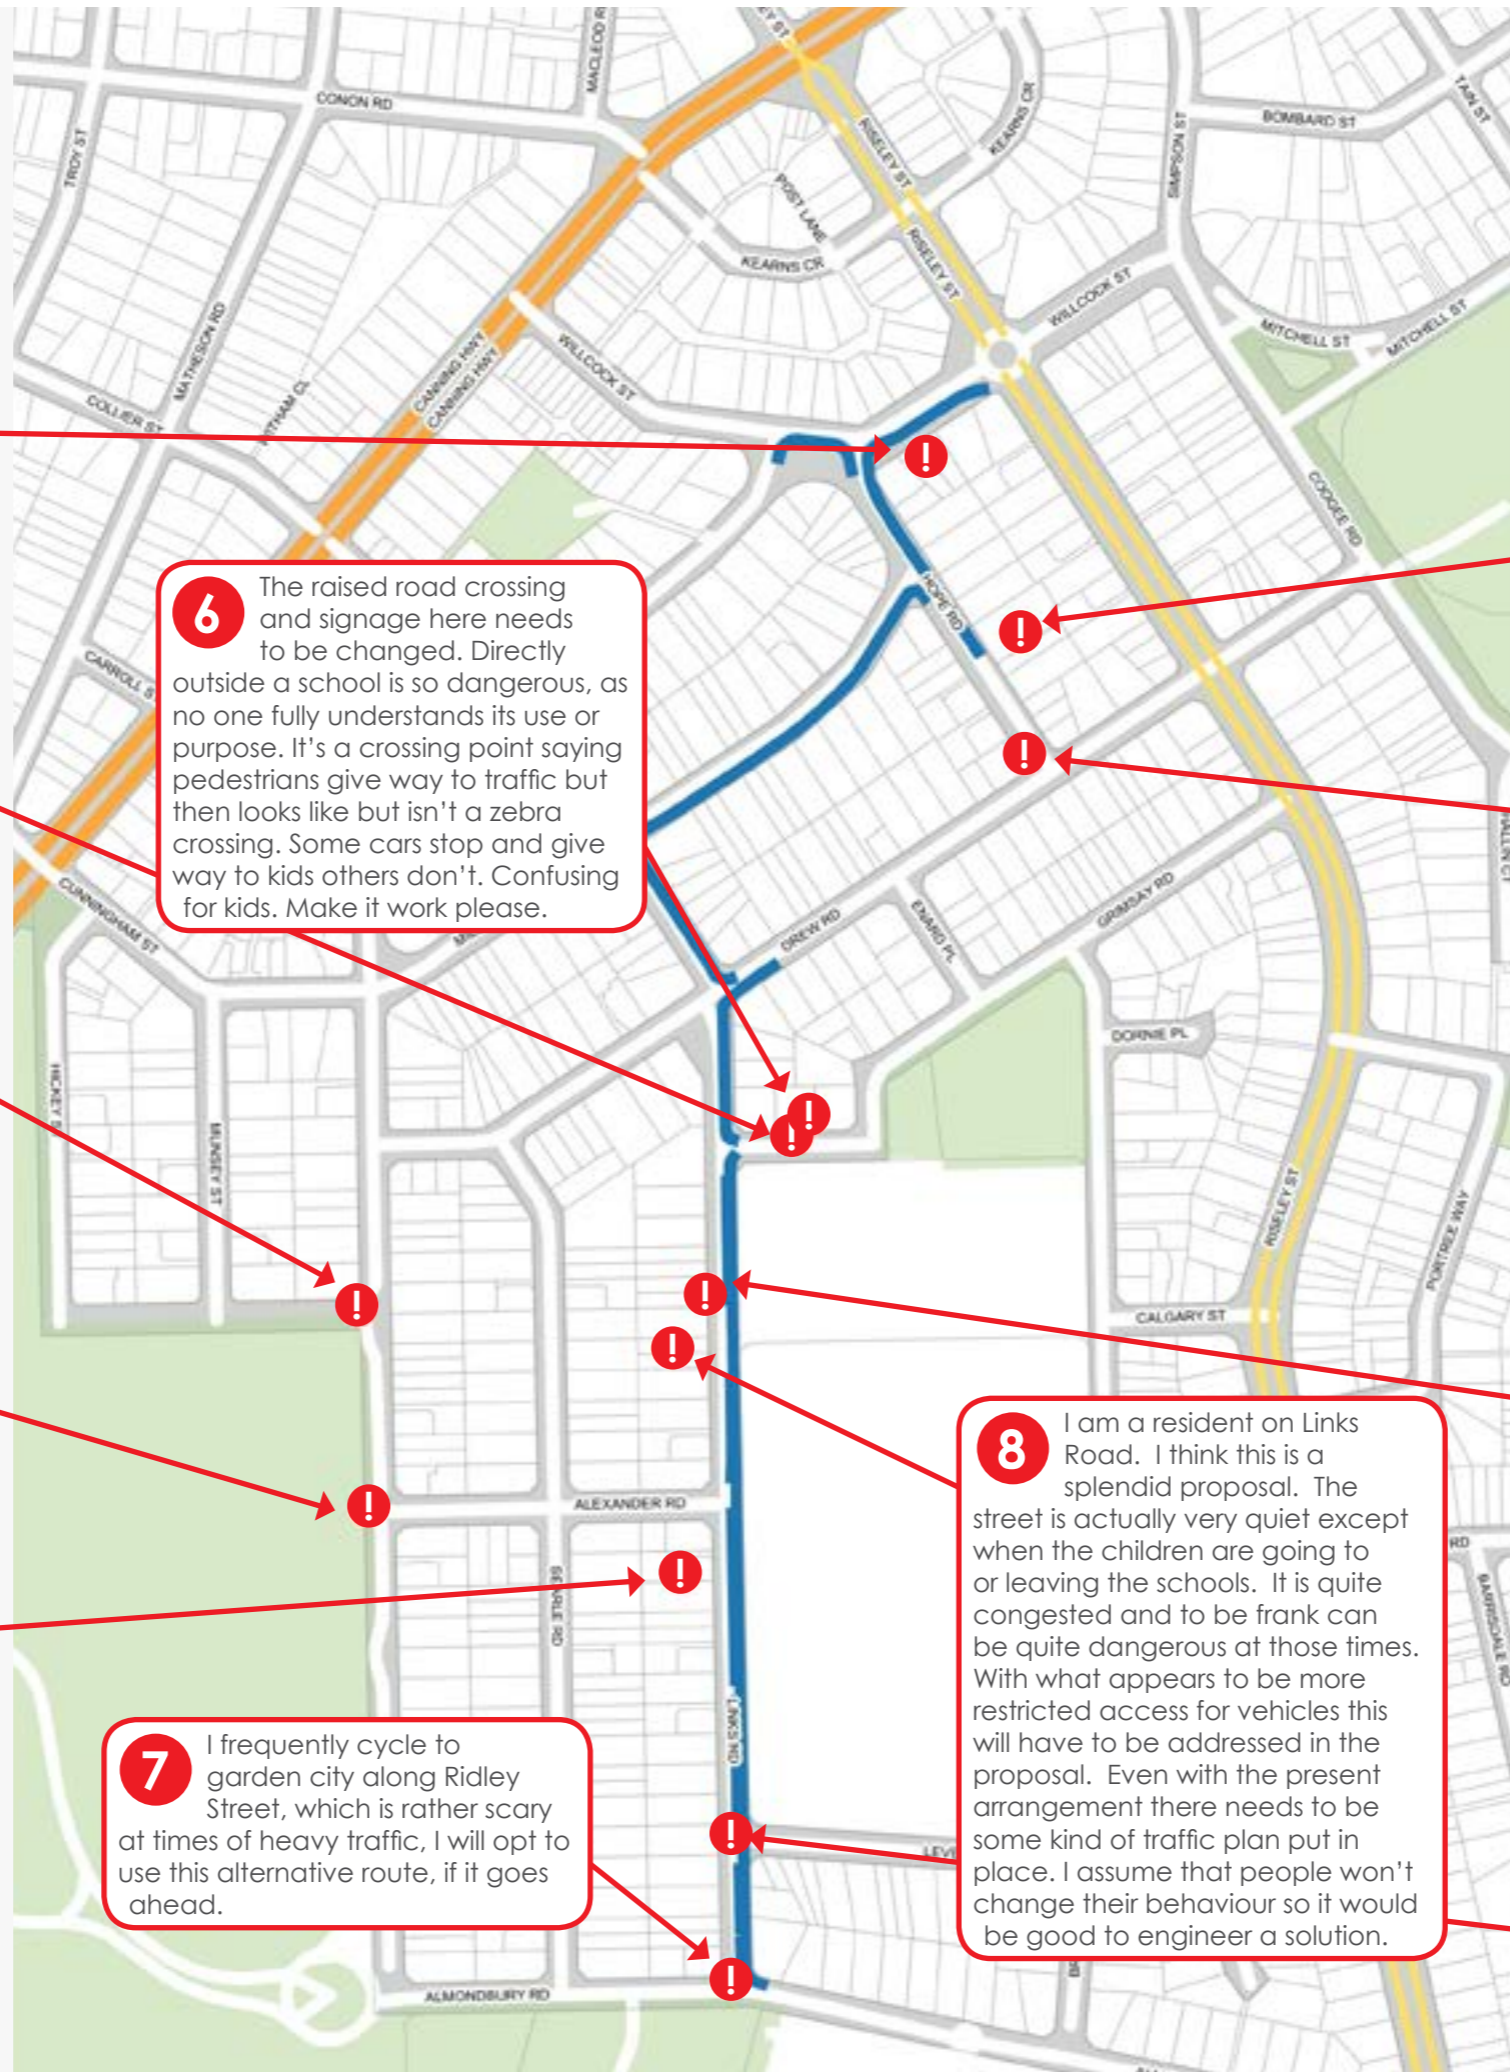 CONON RD
MACLEOD R
EY ST
KEARNS CR
SIMPSON ST
BOMBARD ST
TAIN ST
TROY ST
RISELEY ST
POST LANE
KEARNS CR
RISELEY ST
WILLCOCK ST
MITCHELL ST
MITCHELL ST
MATHESON RD
CANNING HWY
CANNING HWY
WILLCOCK ST
COLLIER ST
WITHAM CL
COOGEE RD
HOPE RD
CARROLL S
6
The raised road crossing
and signage here needs
to be changed. Directly
outside a school is so dangerous, as
no one fully understands its use or
purpose. It's a crossing point saying
pedestrians give way to traffic but
then looks like but isn't a zebra
crossing. Some cars stop and give
way to kids others don't. Confusing
for kids. Make it work please.
CUNNINGHAM ST
DREW RD
ENARD PL
GRIMSAY RD
DORNIE PL
HICKEY S
MUNSEY ST
RISELEY ST
PORTREE WAY
CALGARY ST
ALEXANDER RD
SEARLE RD
LINKS RD
8
I am a resident on Links
Road. I think this is a
splendid proposal. The
street is actually very quiet except
when the children are going to
or leaving the schools. It is quite
congested and to be frank can
be quite dangerous at those times.
With what appears to be more
restricted access for vehicles this
will have to be addressed in the
proposal. Even with the present
arrangement there needs to be
some kind of traffic plan put in
place. I assume that people won't
change their behaviour so it would
be good to engineer a solution.
RD
BARRISDALE RD
7
I frequently cycle to
garden city along Ridley
Street, which is rather scary
at times of heavy traffic, I will opt to
use this alternative route, if it goes
ahead.
LEVE
ALMONDBURY RD